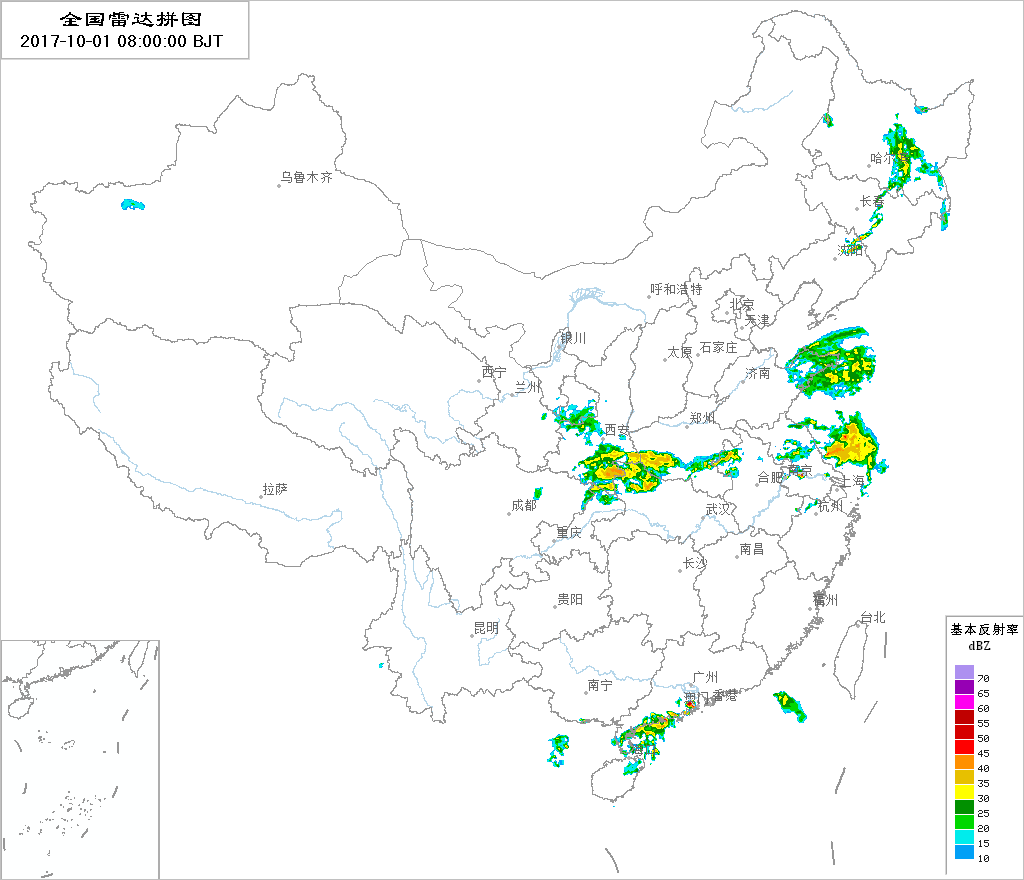 全国雷达拼图
2017-10-01 08:00:00 BJT
乌鲁木齐
哈尔
长春
沈阳
呼和浩特
北京
天津
银川
太原
石家庄
济南
西宁
兰州
郑州
西安
合肥
南京
上海
成都
武汉
杭州
拉萨
重庆
南昌
长沙
贵阳
福州
台北
昆明
广州
南宁
澳门
香港
海口
基本反射率
dBZ
70
65
60
55
50
45
40
35
30
25
20
15
10